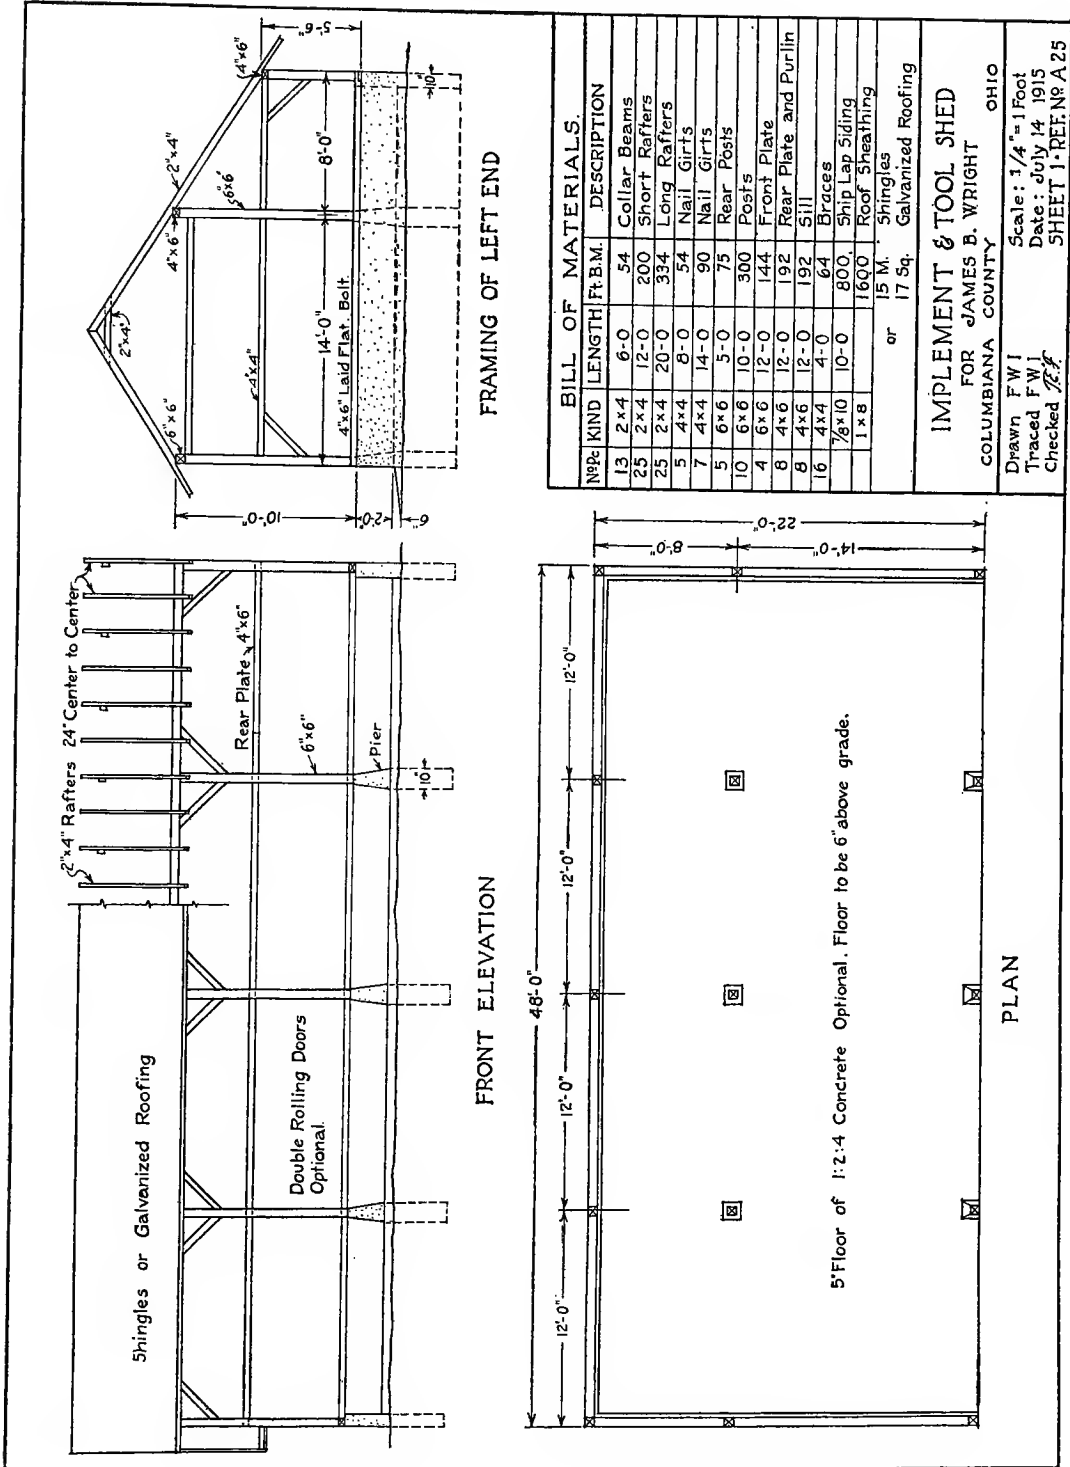 Shingles or Galvanized Roofing
2"x4" Rafters 24" Center to Center
Rear Plate 4"x6"
6"x6"
Pier
10"
Double Rolling Doors
Optional.
FRONT ELEVATION
5'-6"
(4"x6")
2"x4"
6x6"
4"x6"
2"x4"
6"x6"
4"x4"
8'-0"
14'-0"
4"x6" Laid Flat. Bolt.
10"
10'-0"
2'-0"
6"
FRAMING OF LEFT END
48'-0"
12'-0"
12'-0"
12'-0"
12'-0"
8'-0"
14'-0"
22'-0"
5" Floor of 1:2:4 Concrete Optional. Floor to be 6" above grade.
PLAN
BILL OF MATERIALS.
NºPc KIND LENGTH Ft.B.M. DESCRIPTION
13 2x4 6-0 54 Collar Beams
25 2x4 12-0 200 Short Rafters
25 2x4 20-0 334 Long Rafters
5 4x4 8-0 54 Nail Girts
7 4x4 14-0 90 Nail Girts
5 6x6 5-0 75 Rear Posts
10 6x6 10-0 300 Posts
4 6x6 12-0 144 Front Plate
8 4x6 12-0 192 Rear Plate and Purlin
8 4x6 12-0 192 Sill
16 4x4 4-0 64 Braces
7/8x10 10-0 800 Ship Lap Siding
1x8 1600 Roof Sheathing
15 M. Shingles
or 17 Sq. Galvanized Roofing
IMPLEMENT & TOOL SHED
FOR JAMES B. WRIGHT
COLUMBIANA COUNTY OHIO
Drawn FWI Scale: 1/4" = 1 Foot
Traced FWI Date: July 14 1915
Checked SHEET 1 • REF. Nº A 25